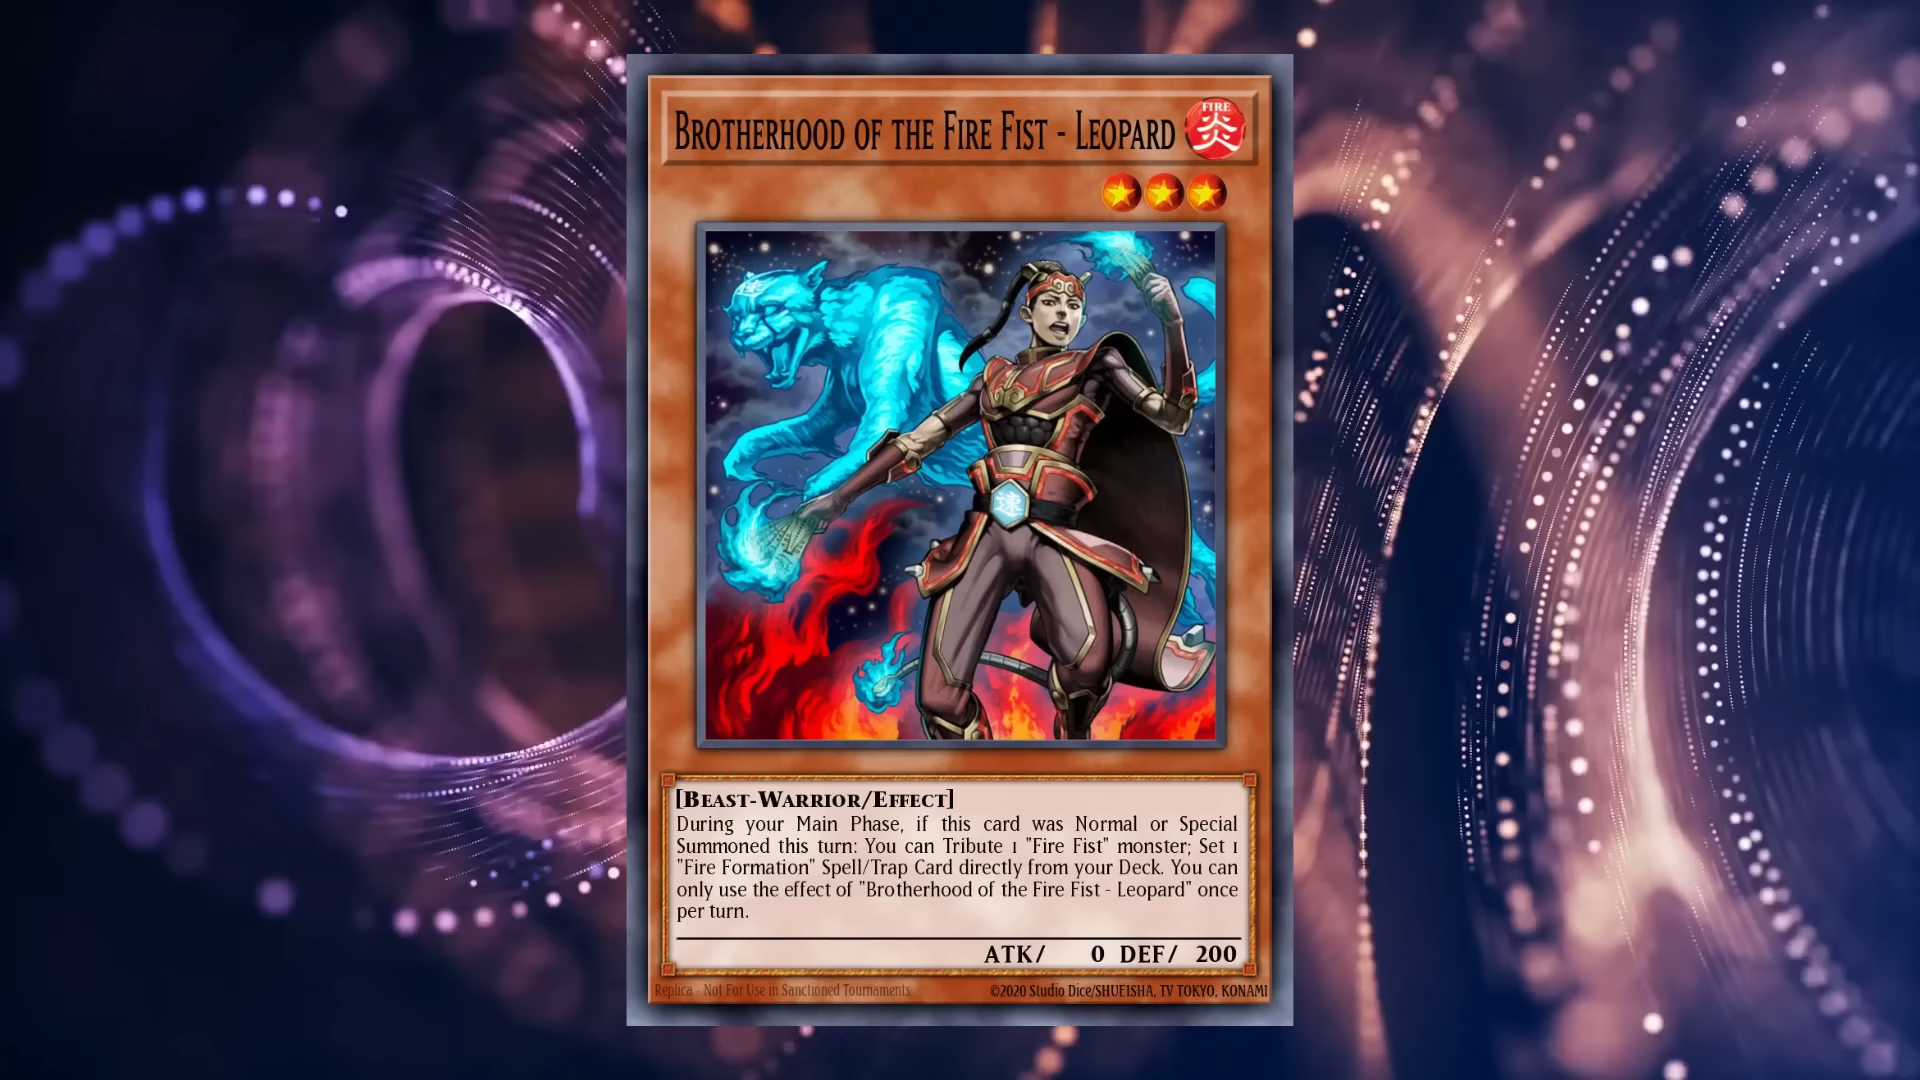 Brotherhood of the Fire Fist - Leopard
FIRE
炎
速
[Beast-Warrior/Effect]
During your Main Phase, if this card was Normal or Special
Summoned this turn: You can Tribute 1 "Fire Fist" monster; Set 1
"Fire Formation" Spell/Trap Card directly from your Deck. You can
only use the effect of "Brotherhood of the Fire Fist - Leopard" once
per turn.
ATK/ 0 DEF/ 200
Replica - Not For Use in Sanctioned Tournaments
©2020 Studio Dice/SHUEISHA, TV TOKYO, KONAMI